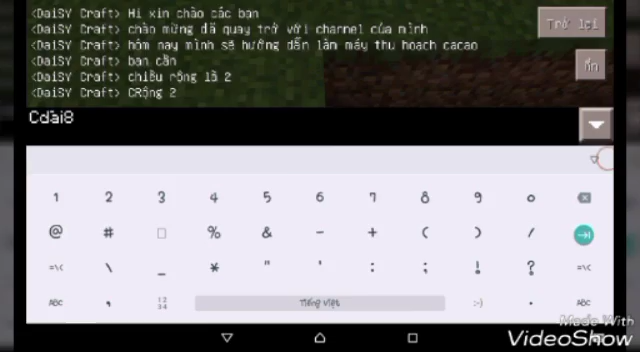 <DaiSY Craft> Hi xin chào các bạn
<DaiSY Craft> chào mừng đã quay trở với channel của mình
<DaiSY Craft> hôm nay mình sẽ hướng dẫn làm máy thu hoạch cacao
<DaiSY Craft> bạn cần
<DaiSY Craft> chiều rộng là 2
<DaiSY Craft> CRộng 2
Trở lại
ẩn
Cdài8
1 2 3 4 5 6 7 8 9 0
@ # % & - + ( ) /
=\< \ _ * " ' : ; ! ? =\<
ABC , 12 34 Tiếng Việt :-) . ABC
Made With
VideoShow